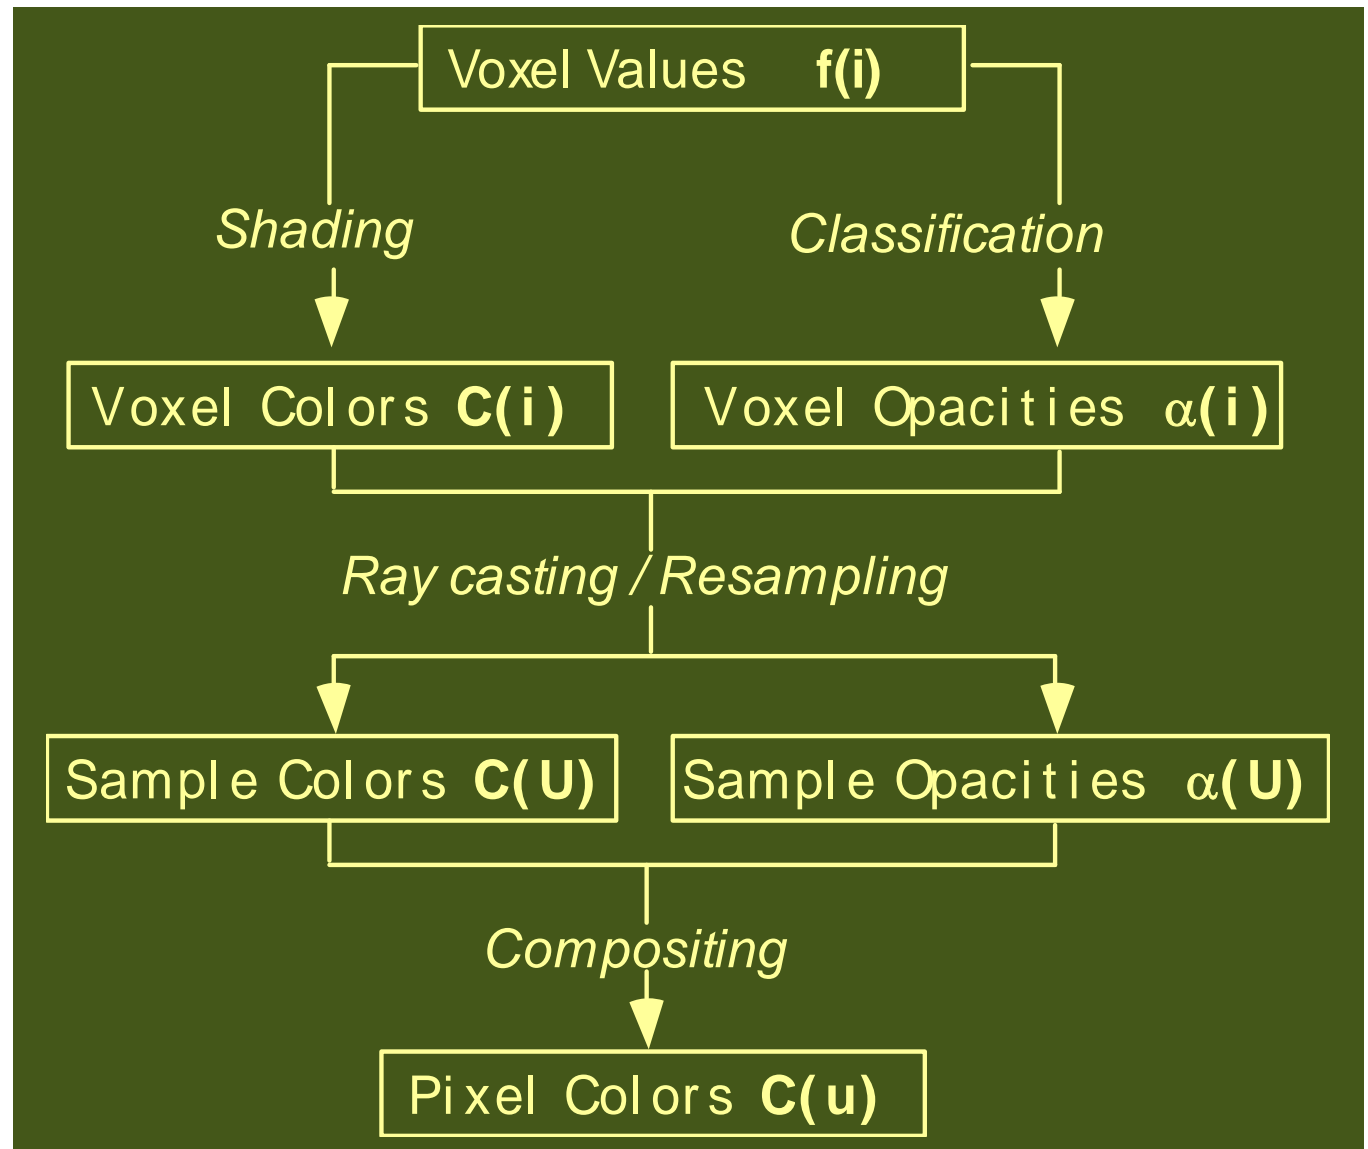 Voxel Values f(i)
Shading
Classification
Voxel Colors C(i)
Voxel Opacities α(i)
Ray casting / Resampling
Sample Colors C(U)
Sample Opacities α(U)
Compositing
Pixel Colors C(u)